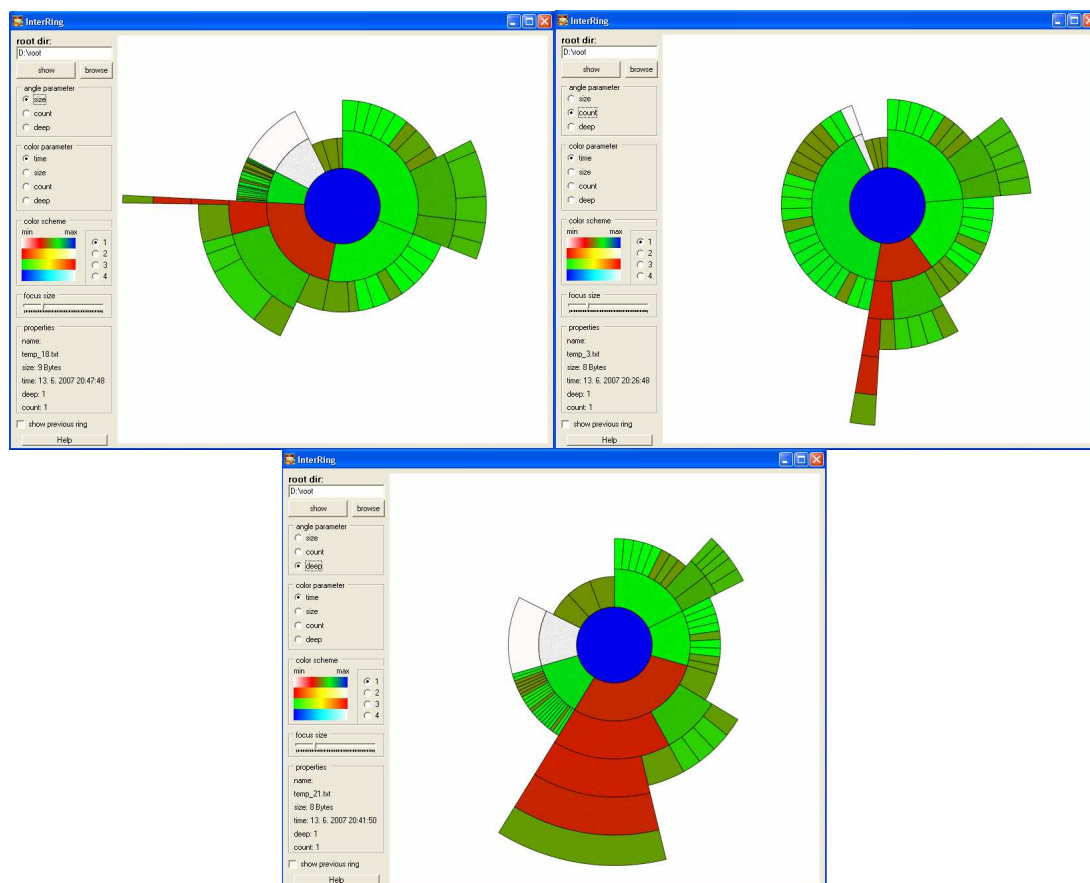 InterRing
root dir:
D:\root
show browse
angle parameter
size
count
deep
color parameter
time
size
count
deep
color scheme
min max
1
2
3
4
focus size
properties
name:
temp_18.txt
size: 9 Bytes
time: 13. 6. 2007 20:47:48
deep: 1
count: 1
show previous ring
Help
InterRing
root dir:
D:\root
show browse
angle parameter
size
count
deep
color parameter
time
size
count
deep
color scheme
min max
1
2
3
4
focus size
properties
name:
temp_3.txt
size: 8 Bytes
time: 13. 6. 2007 20:26:48
deep: 1
count: 1
show previous ring
Help
InterRing
root dir:
D:\root
show browse
angle parameter
size
count
deep
color parameter
time
size
count
deep
color scheme
min max
1
2
3
4
focus size
properties
name:
temp_21.txt
size: 8 Bytes
time: 13. 6. 2007 20:41:50
deep: 1
count: 1
show previous ring
Help